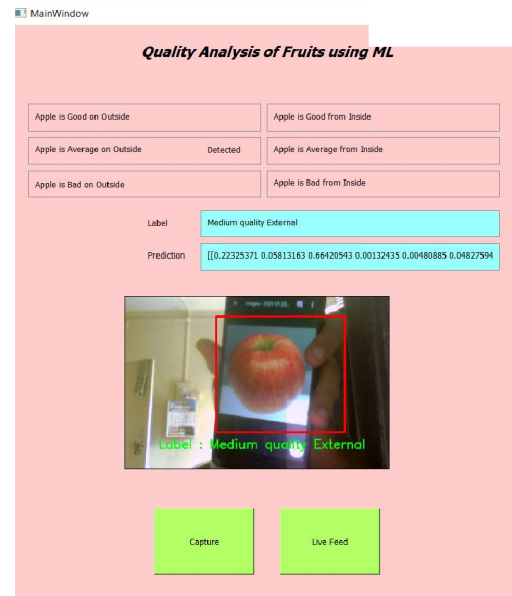 MainWindow
Quality Analysis of Fruits using ML
Apple is Good on Outside
Apple is Good from Inside
Apple is Average on Outside Detected
Apple is Average from Inside
Apple is Bad on Outside
Apple is Bad from Inside
Label Medium quality External
Prediction [[0.22325371 0.05813163 0.66420543 0.00132435 0.00480885 0.04827594
Label : Medium quality External
Capture
Live Feed